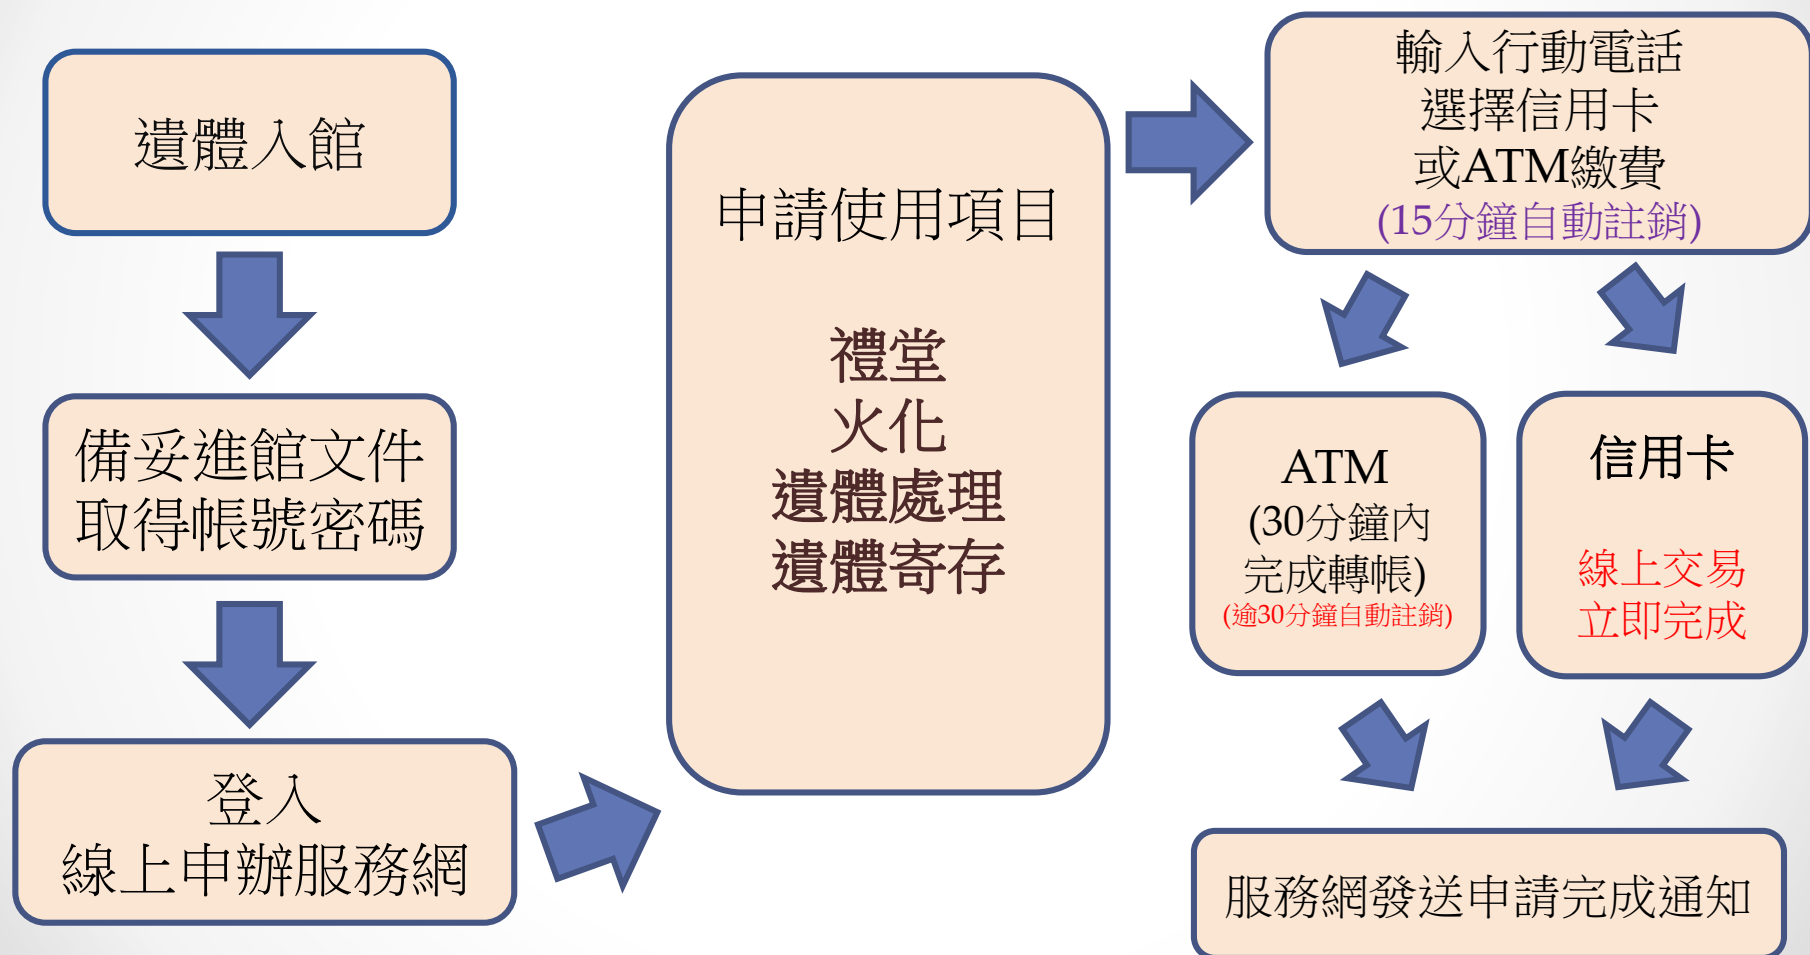 遺體入館
備妥進館文件
取得帳號密碼
登入
線上申辦服務網
申請使用項目
禮堂
火化
遺體處理
遺體寄存
輸入行動電話
選擇信用卡
或ATM繳費
(15分鐘自動註銷)
ATM
(30分鐘內
完成轉帳)
(逾30分鐘自動註銷)
信用卡
線上交易
立即完成
服務網發送申請完成通知